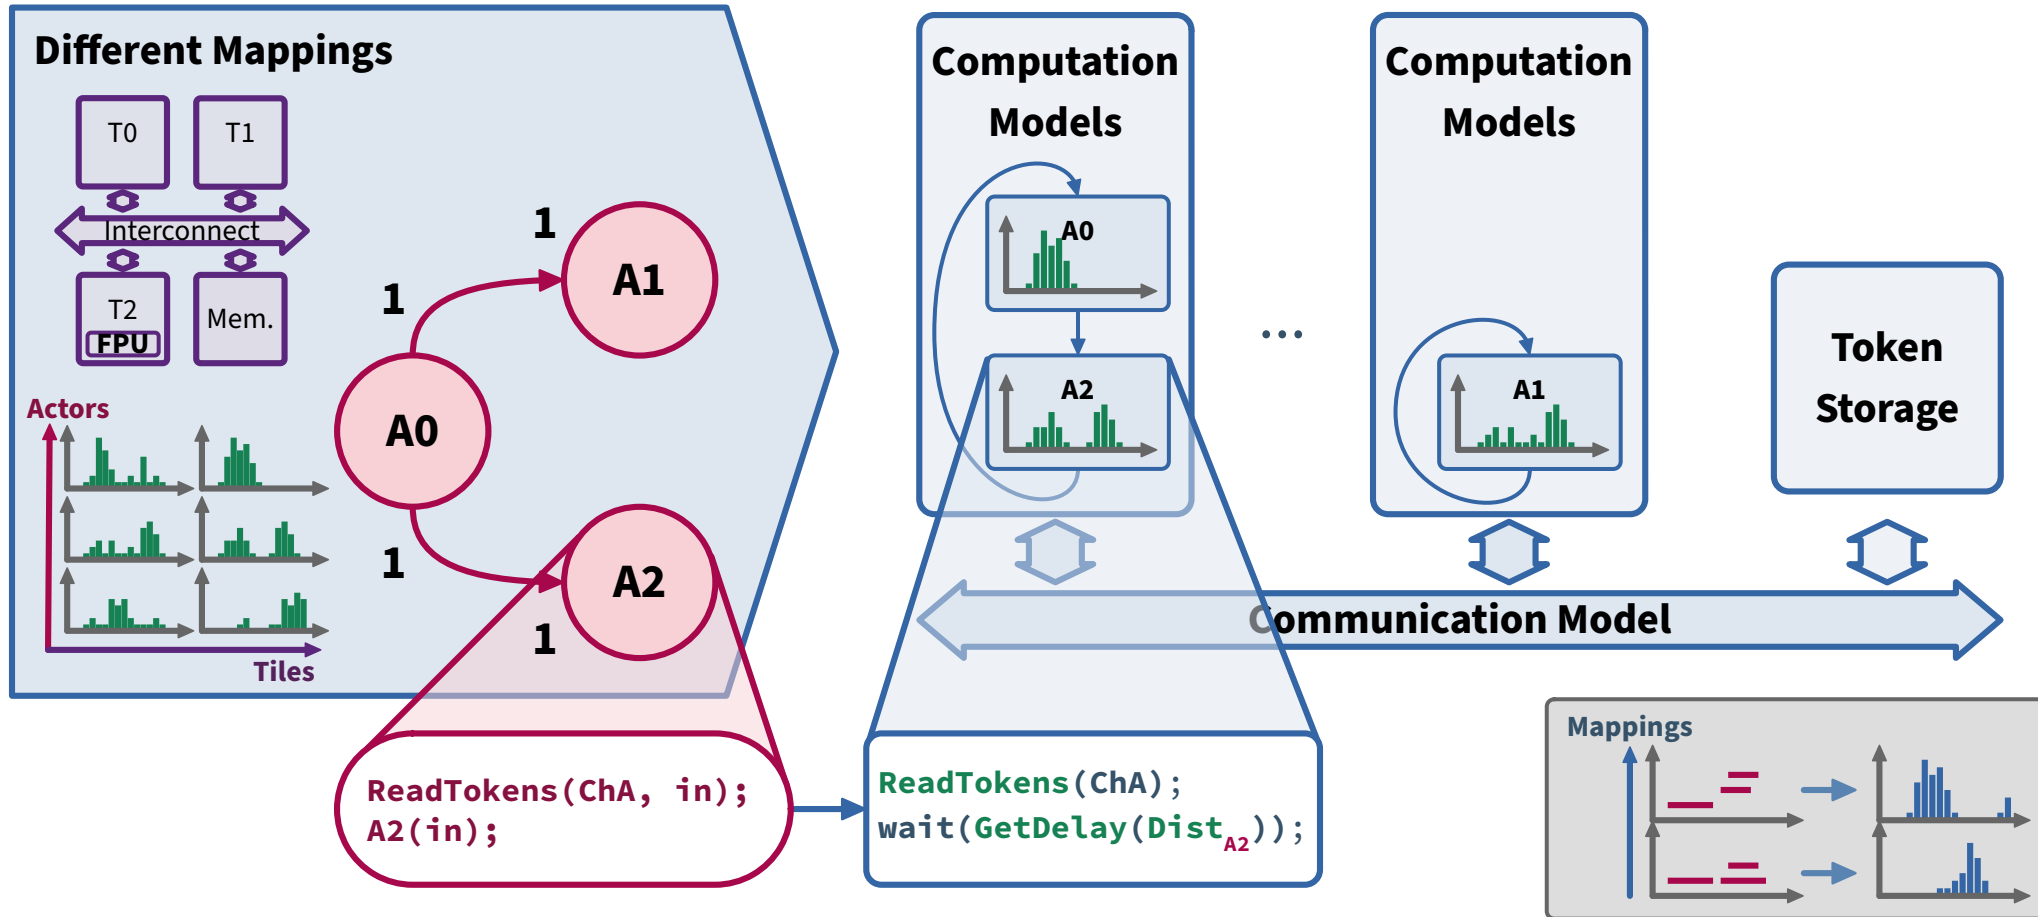 Different Mappings
T0
T1
Interconnect
T2
FPU
Mem.
Actors
Tiles
1
A1
1
A0
1
A2
1
ReadTokens(ChA, in);
A2(in);
Computation
Models
A0
A2
...
Computation
Models
A1
Token
Storage
Communication Model
ReadTokens(ChA);
wait(GetDelay(DistA2));
Mappings